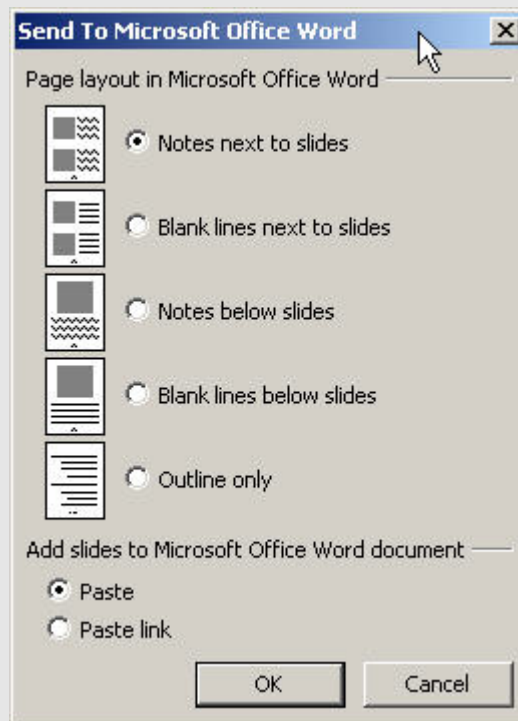 Send To Microsoft Office Word
Page layout in Microsoft Office Word
Notes next to slides
Blank lines next to slides
Notes below slides
Blank lines below slides
Outline only
Add slides to Microsoft Office Word document
Paste
Paste link
OK Cancel